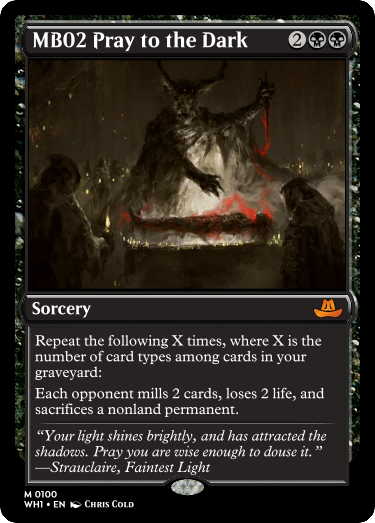 MB02 Pray to the Dark 2
Sorcery
Repeat the following X times, where X is the
number of card types among cards in your
graveyard:
Each opponent mills 2 cards, loses 2 life, and
sacrifices a nonland permanent.
“Your light shines brightly, and has attracted the
shadows. Pray you are wise enough to douse it.”
—Strauclaire, Faintest Light
M 0100
WH1 • EN Chris Cold